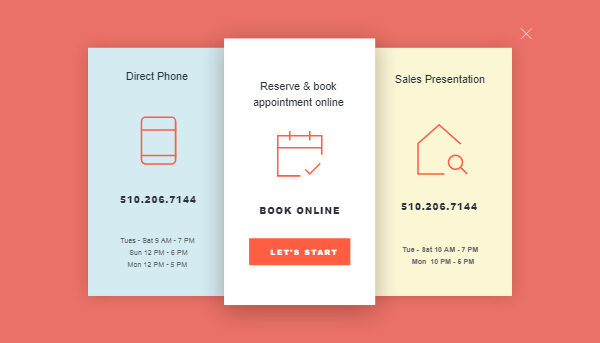 Direct Phone
510.206.7144
Tues - Sat 9 AM - 7 PM
Sun 12 PM - 6 PM
Mon 12 PM - 5 PM
Reserve & book
appointment online
BOOK ONLINE
LET'S START
Sales Presentation
510.206.7144
Tue - Sat 10 AM - 7 PM
Mon 10 PM - 5 PM